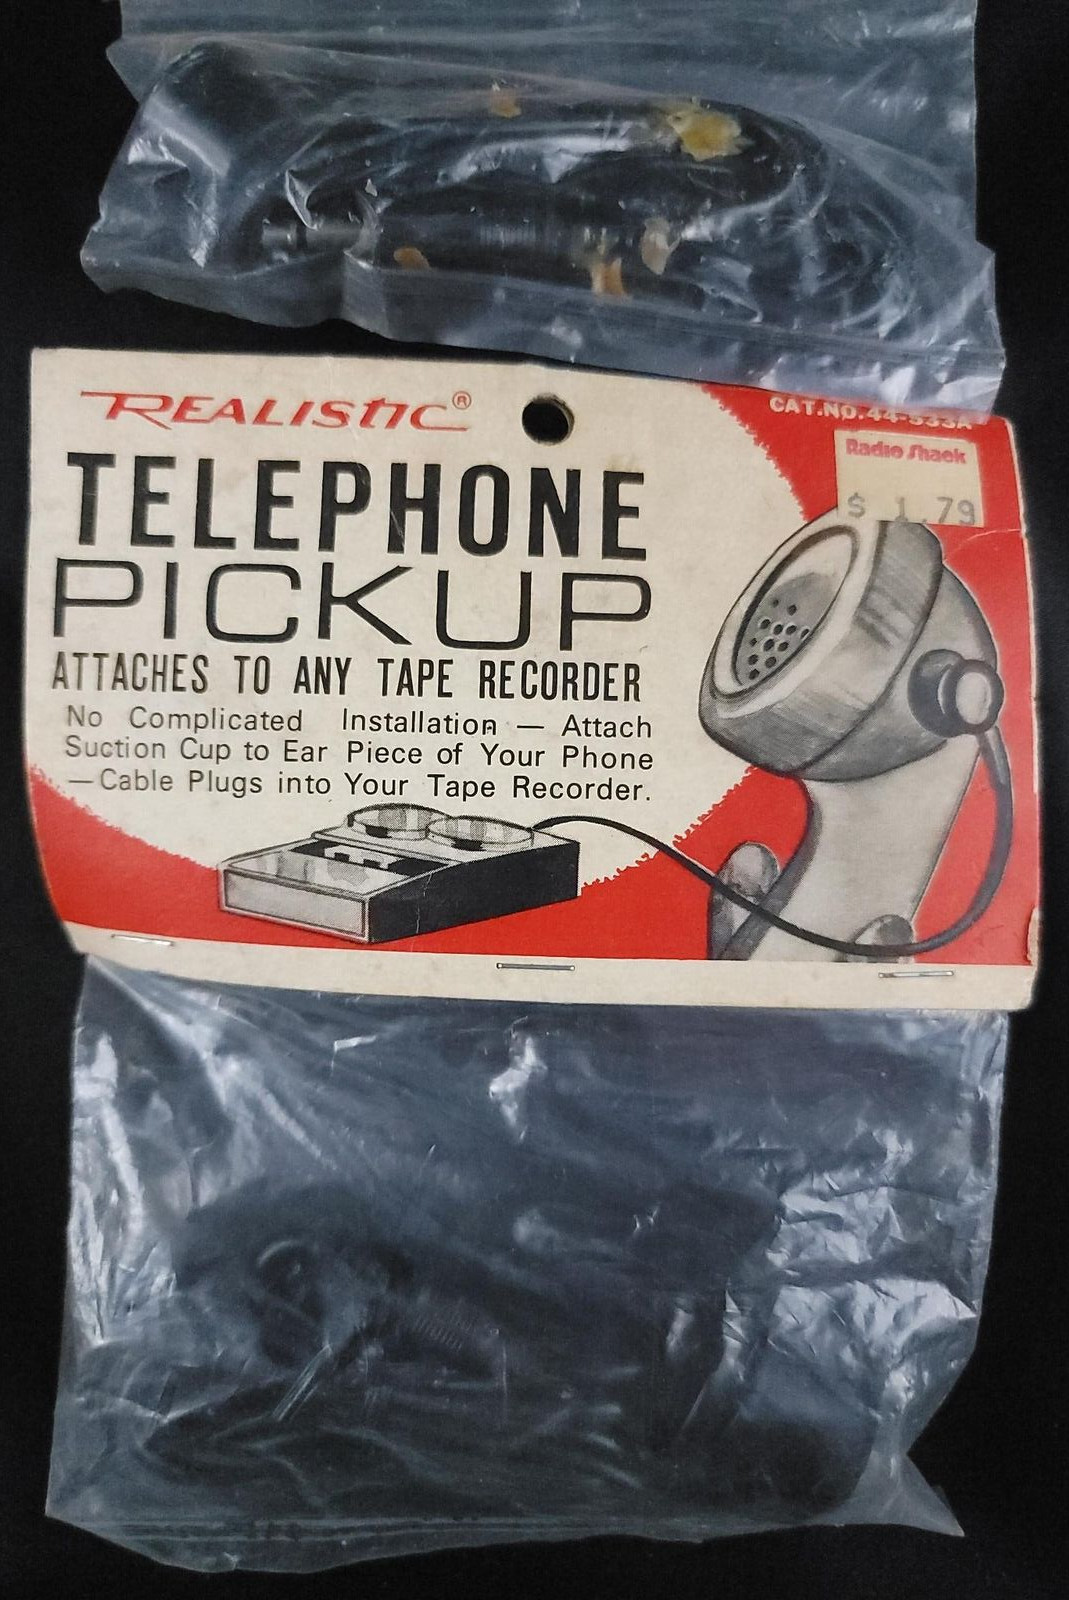 REALISTIC®
CAT.NO. 44-533A
Radio Shack
$ 1.79
TELEPHONE
PICKUP
ATTACHES TO ANY TAPE RECORDER
No Complicated Installation — Attach
Suction Cup to Ear Piece of Your Phone
—Cable Plugs into Your Tape Recorder.